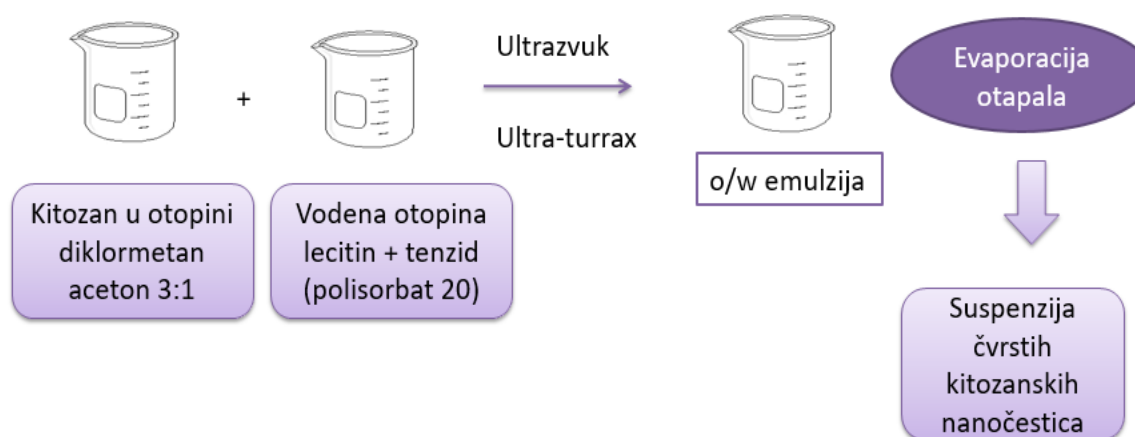 Kitozan u otopini
diklormetan
aceton 3:1
+
Vodena otopina
lecitin + tenzid
(polisorbat 20)
Ultrazvuk
Ultra-turrax
o/w emulzija
Evaporacija
otapala
Suspenzija
čvrstih
kitozanskih
nanočestica